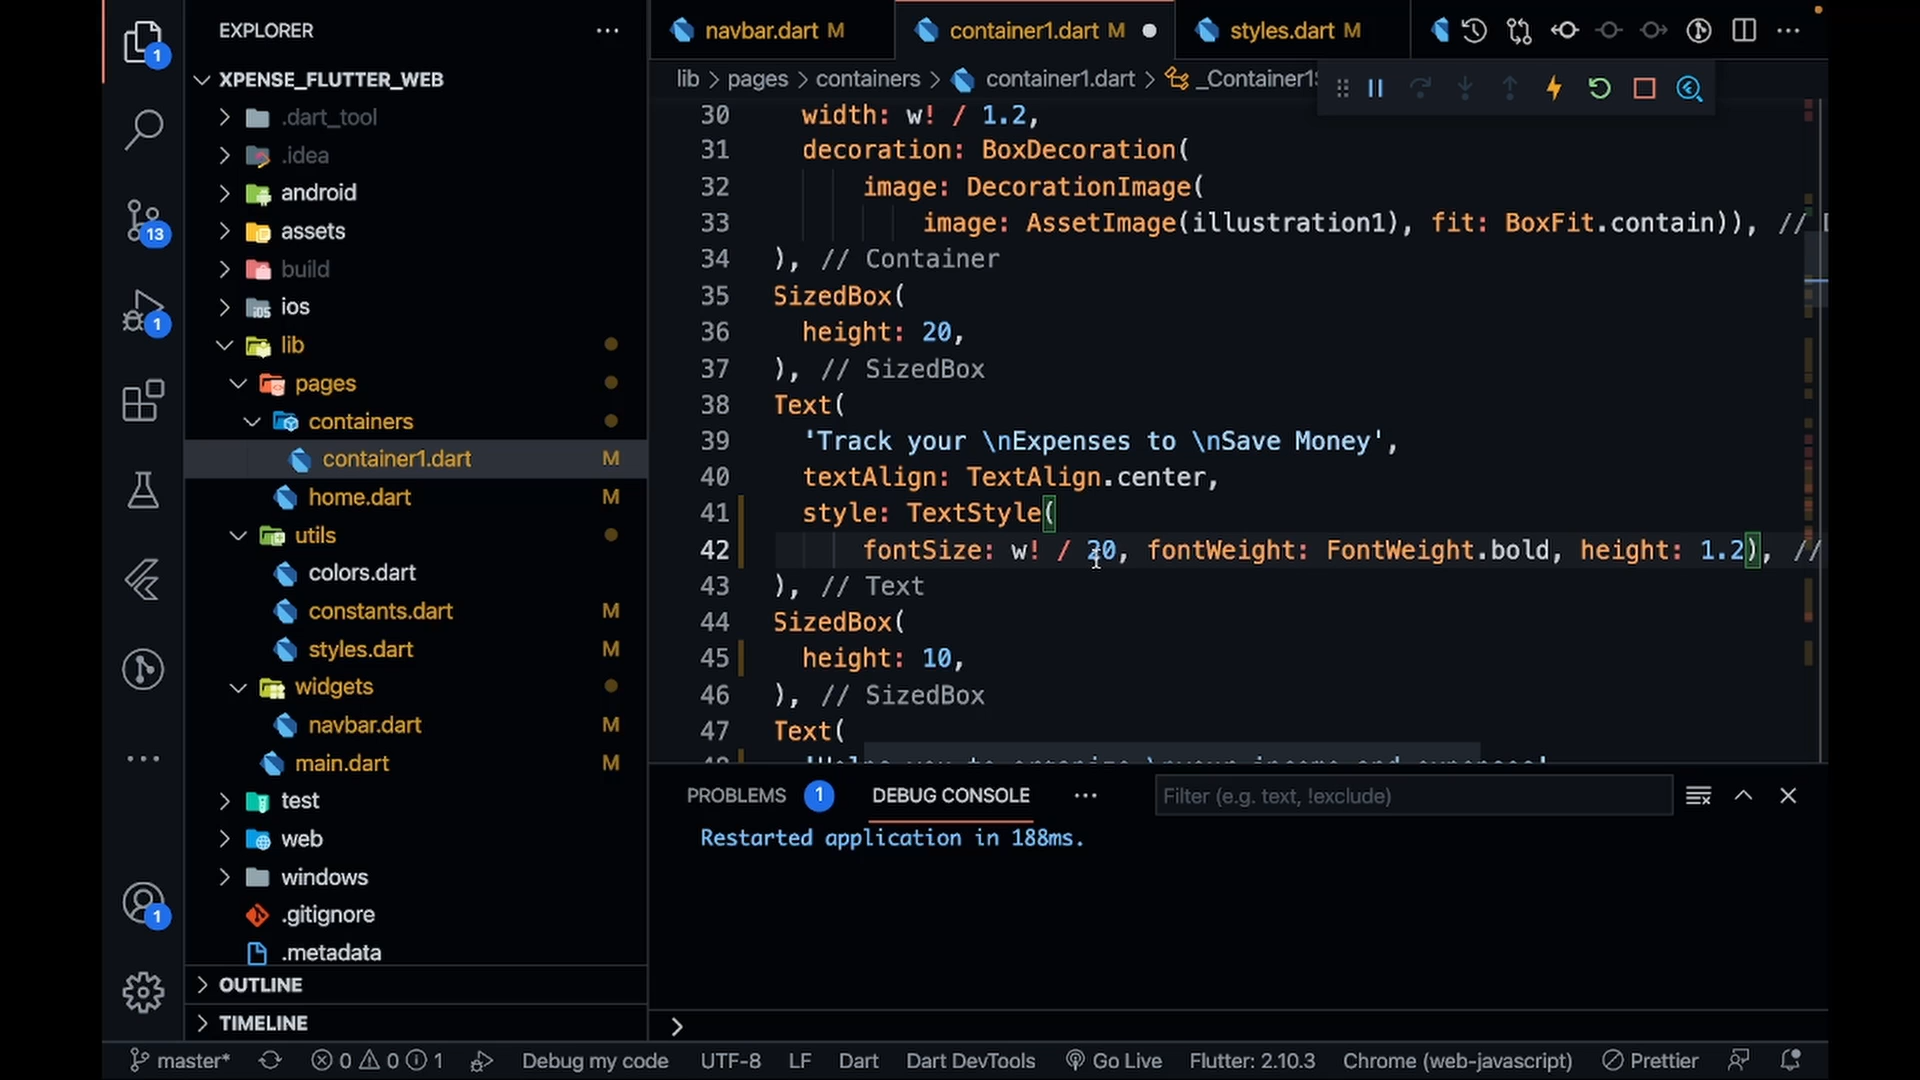 EXPLORER
XPENSE_FLUTTER_WEB
.dart_tool
.idea
android
assets
build
ios
lib
pages
containers
container1.dart M
home.dart M
utils
colors.dart
constants.dart M
styles.dart M
widgets
navbar.dart M
main.dart M
test
web
windows
.gitignore
.metadata
OUTLINE
TIMELINE
1
13
1
1
navbar.dart M
container1.dart M
styles.dart M
lib > pages > containers > container1.dart >
30 width: w! / 1.2,
31 decoration: BoxDecoration(
32 image: DecorationImage(
33 image: AssetImage(illustration1), fit: BoxFit.contain)), //
34 ), // Container
35 SizedBox(
36 height: 20,
37 ), // SizedBox
38 Text(
39 'Track your \nExpenses to \nSave Money',
40 textAlign: TextAlign.center,
41 style: TextStyle(
42 fontSize: w! / 20, fontWeight: FontWeight.bold, height: 1.2), //
43 ), // Text
44 SizedBox(
45 height: 10,
46 ), // SizedBox
47 Text(
PROBLEMS 1 DEBUG CONSOLE
Filter (e.g. text, !exclude)
Restarted application in 188ms.
master* 0 0 1 Debug my code UTF-8 LF Dart Dart DevTools Go Live Flutter: 2.10.3 Chrome (web-javascript) Prettier